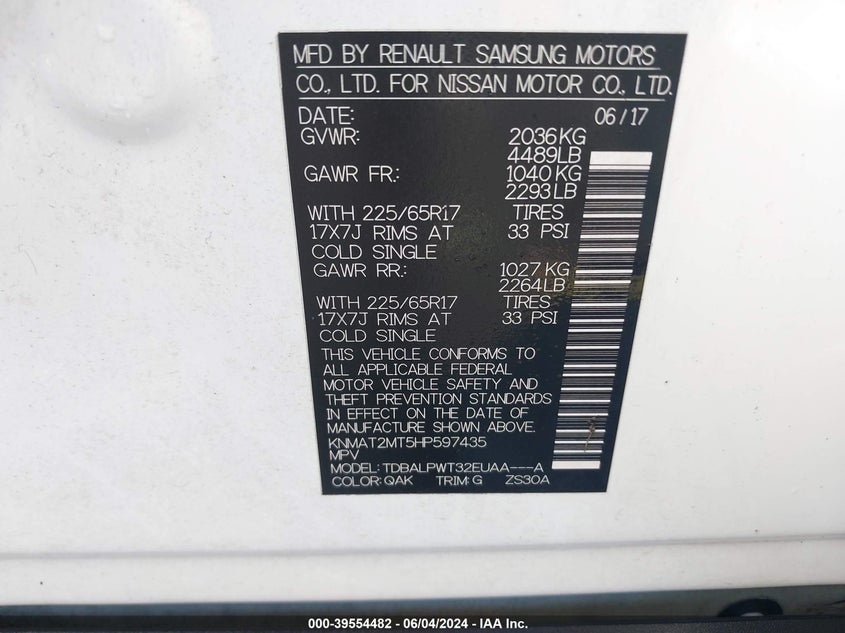 MFD BY RENAULT SAMSUNG MOTORS
CO., LTD. FOR NISSAN MOTOR CO., LTD.
DATE: 06/17
GVWR: 2036KG
4489LB
GAWR FR.: 1040 KG
2293LB
WITH 225/65R17 TIRES
17X7J RIMS AT 33 PSI
COLD SINGLE
GAWR RR.: 1027 KG
2264LB
WITH 225/65R17 TIRES
17X7J RIMS AT 33 PSI
COLD SINGLE
THIS VEHICLE CONFORMS TO
ALL APPLICABLE FEDERAL
MOTOR VEHICLE SAFETY AND
THEFT PREVENTION STANDARDS
IN EFFECT ON THE DATE OF
MANUFACTURE SHOWN ABOVE.
KNMAT2MT5HP597435
MPV
MODEL: TDBALPWT32EUAA---A
COLOR: QAK TRIM: G ZS30A
000-39554482 - 06/04/2024 - IAA Inc.